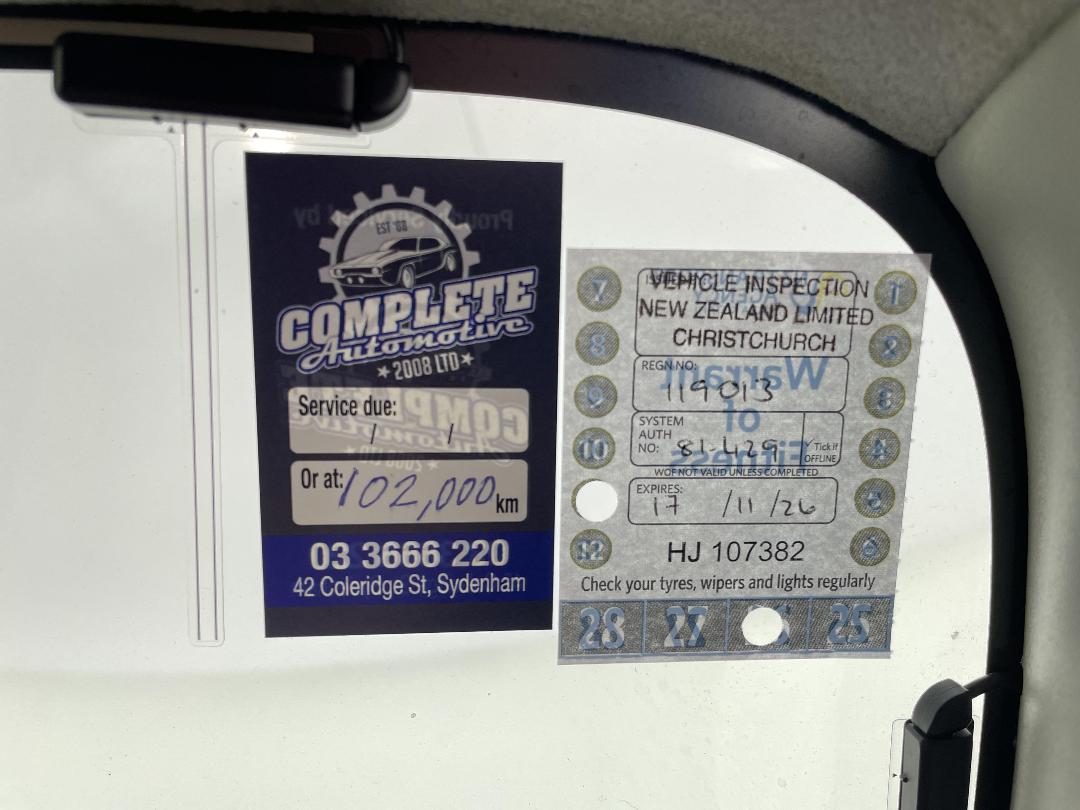 EST '08
COMPLETE
Automotive
2008 LTD
Service due:
/ /
Or at: 102,000 km
03 3666 220
42 Coleridge St, Sydenham
VEHICLE INSPECTION
NEW ZEALAND LIMITED
CHRISTCHURCH
REGN NO:
119013
SYSTEM
AUTH
NO: 81429
Tick if
OFFLINE
WOF NOT VALID UNLESS COMPLETED
EXPIRES:
17 /11 /26
HJ 107382
Check your tyres, wipers and lights regularly
Warrant
of
Fitness
7 1
8 2
9 3
10 4
5
12 6
28 27 25